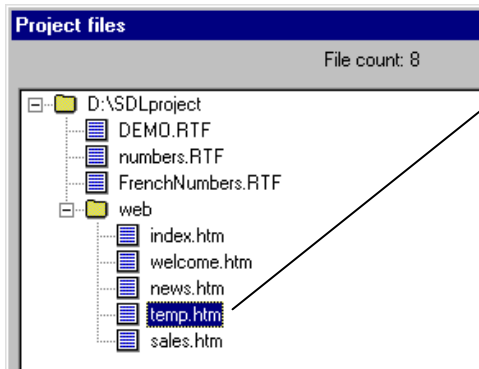 Project files
File count: 8
D:\SDLproject
DEMO.RTF
numbers.RTF
FrenchNumbers.RTF
web
index.htm
welcome.htm
news.htm
temp.htm
sales.htm